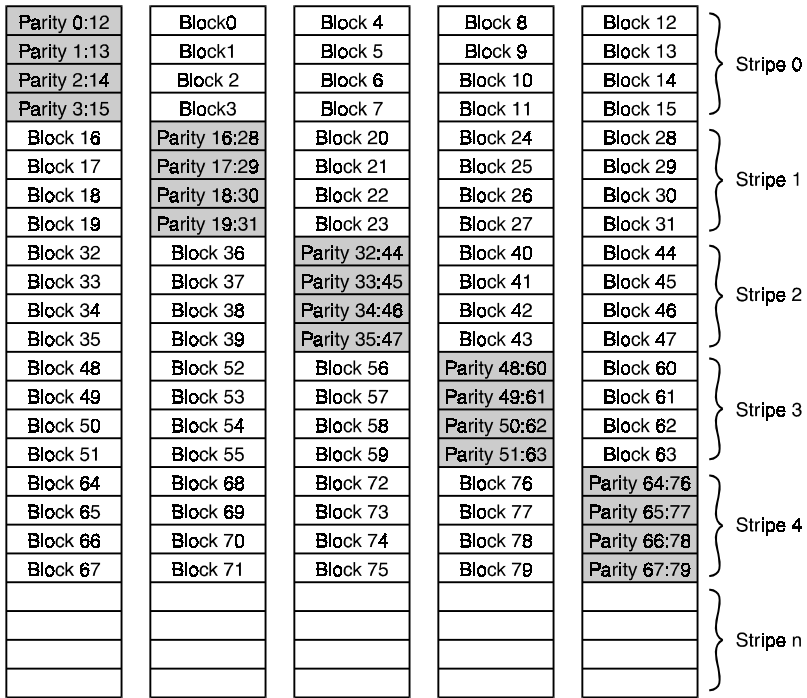 Parity 0:12 Block0 Block 4 Block 8 Block 12
Parity 1:13 Block1 Block 5 Block 9 Block 13
Stripe 0
Parity 2:14 Block 2 Block 6 Block 10 Block 14
Parity 3:15 Block3 Block 7 Block 11 Block 15
Block 16 Parity 16:28 Block 20 Block 24 Block 28
Block 17 Parity 17:29 Block 21 Block 25 Block 29
Stripe 1
Block 18 Parity 18:30 Block 22 Block 26 Block 30
Block 19 Parity 19:31 Block 23 Block 27 Block 31
Block 32 Block 36 Parity 32:44 Block 40 Block 44
Block 33 Block 37 Parity 33:45 Block 41 Block 45
Stripe 2
Block 34 Block 38 Parity 34:46 Block 42 Block 46
Block 35 Block 39 Parity 35:47 Block 43 Block 47
Block 48 Block 52 Block 56 Parity 48:60 Block 60
Block 49 Block 53 Block 57 Parity 49:61 Block 61
Stripe 3
Block 50 Block 54 Block 58 Parity 50:62 Block 62
Block 51 Block 55 Block 59 Parity 51:63 Block 63
Block 64 Block 68 Block 72 Block 76 Parity 64:76
Block 65 Block 69 Block 73 Block 77 Parity 65:77
Stripe 4
Block 66 Block 70 Block 74 Block 78 Parity 66:78
Block 67 Block 71 Block 75 Block 79 Parity 67:79
Stripe n